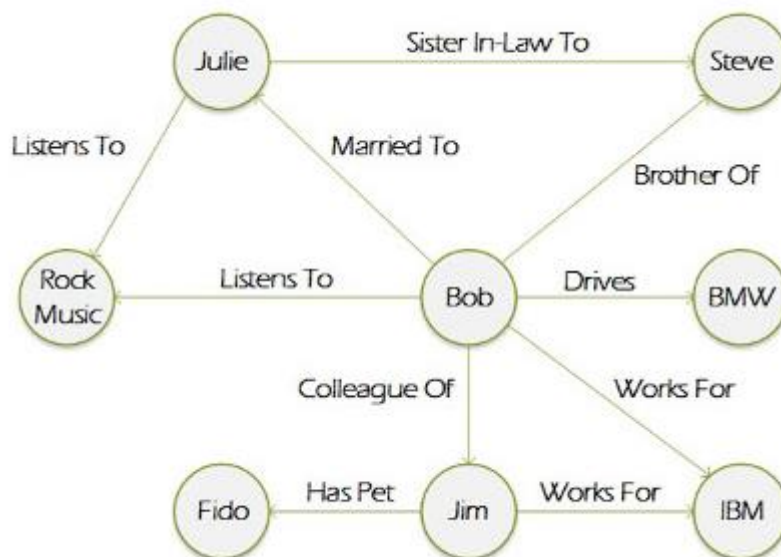 Julie
Sister In-Law To
Steve
Listens To
Married To
Brother Of
Rock
Music
Listens To
Bob
Drives
BMW
Colleague Of
Works For
Fido
Has Pet
Jim
Works For
IBM